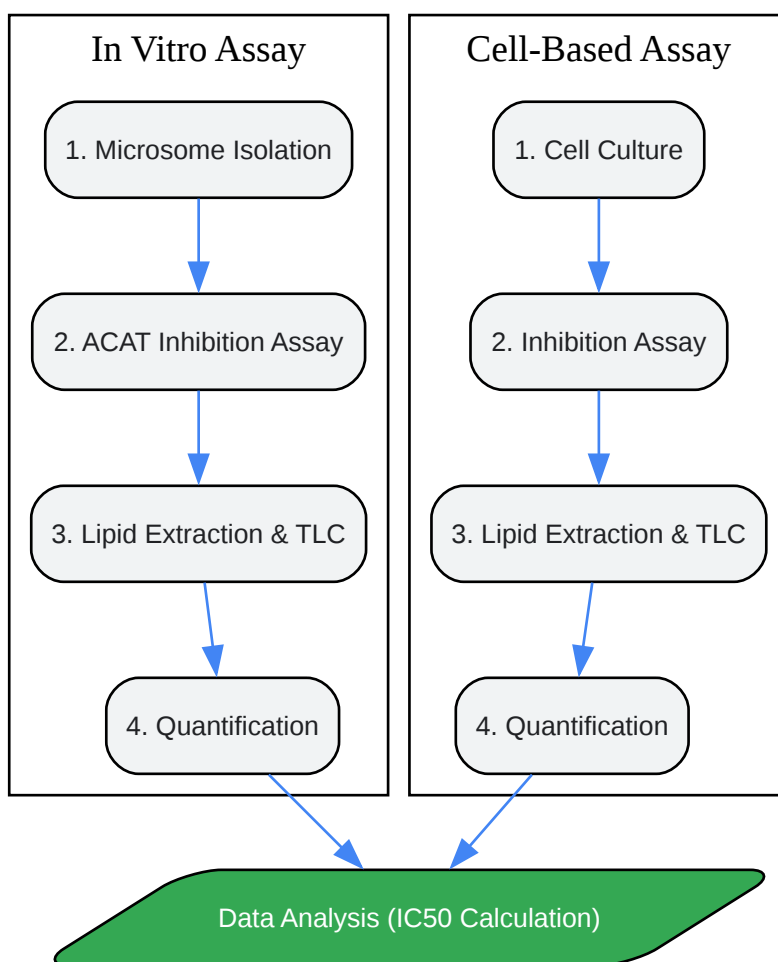 In Vitro Assay
1. Microsome Isolation
2. ACAT Inhibition Assay
3. Lipid Extraction & TLC
4. Quantification
Cell-Based Assay
1. Cell Culture
2. Inhibition Assay
3. Lipid Extraction & TLC
4. Quantification
Data Analysis (IC50 Calculation)